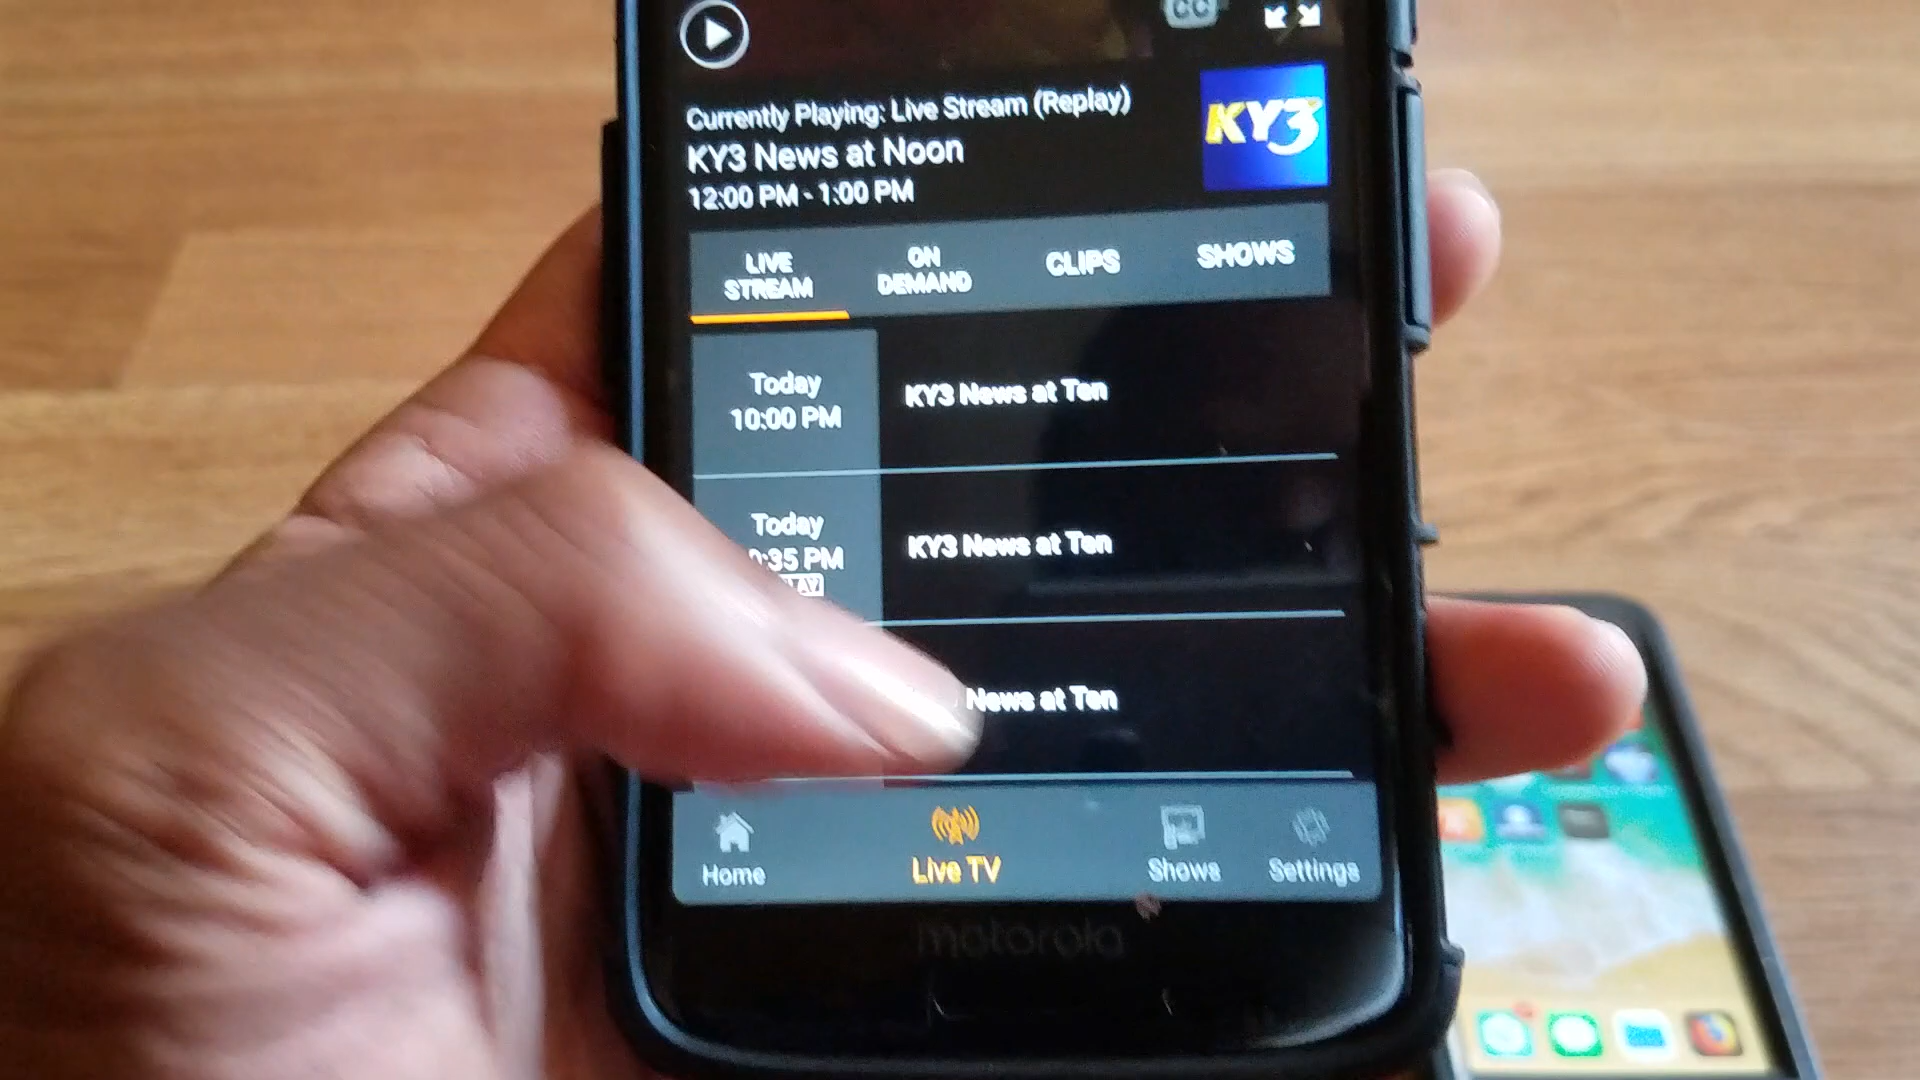 CC
Currently Playing: Live Stream (Replay)
KY3 News at Noon
12:00 PM - 1:00 PM
KY3
LIVE STREAM
ON DEMAND
CLIPS
SHOWS
Today
10:00 PM
KY3 News at Ten
Today
:35 PM
KY3 News at Ten
News at Ten
Home
Live TV
Shows
Settings
motorola